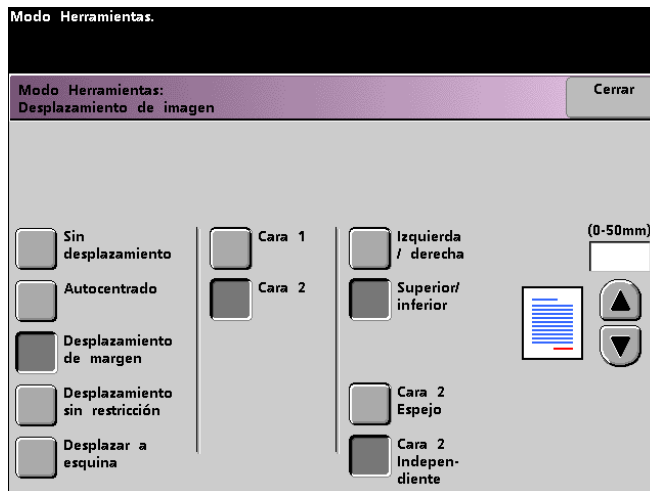 Modo Herramientas.
Modo Herramientas:
Desplazamiento de imagen
Cerrar
Sin
desplazamiento
Autocentrado
Desplazamiento
de margen
Desplazamiento
sin restricción
Desplazar a
esquina
Cara 1
Cara 2
Izquierda
/ derecha
Superior/
inferior
Cara 2
Espejo
Cara 2
Indepen-
diente
(0-50mm)